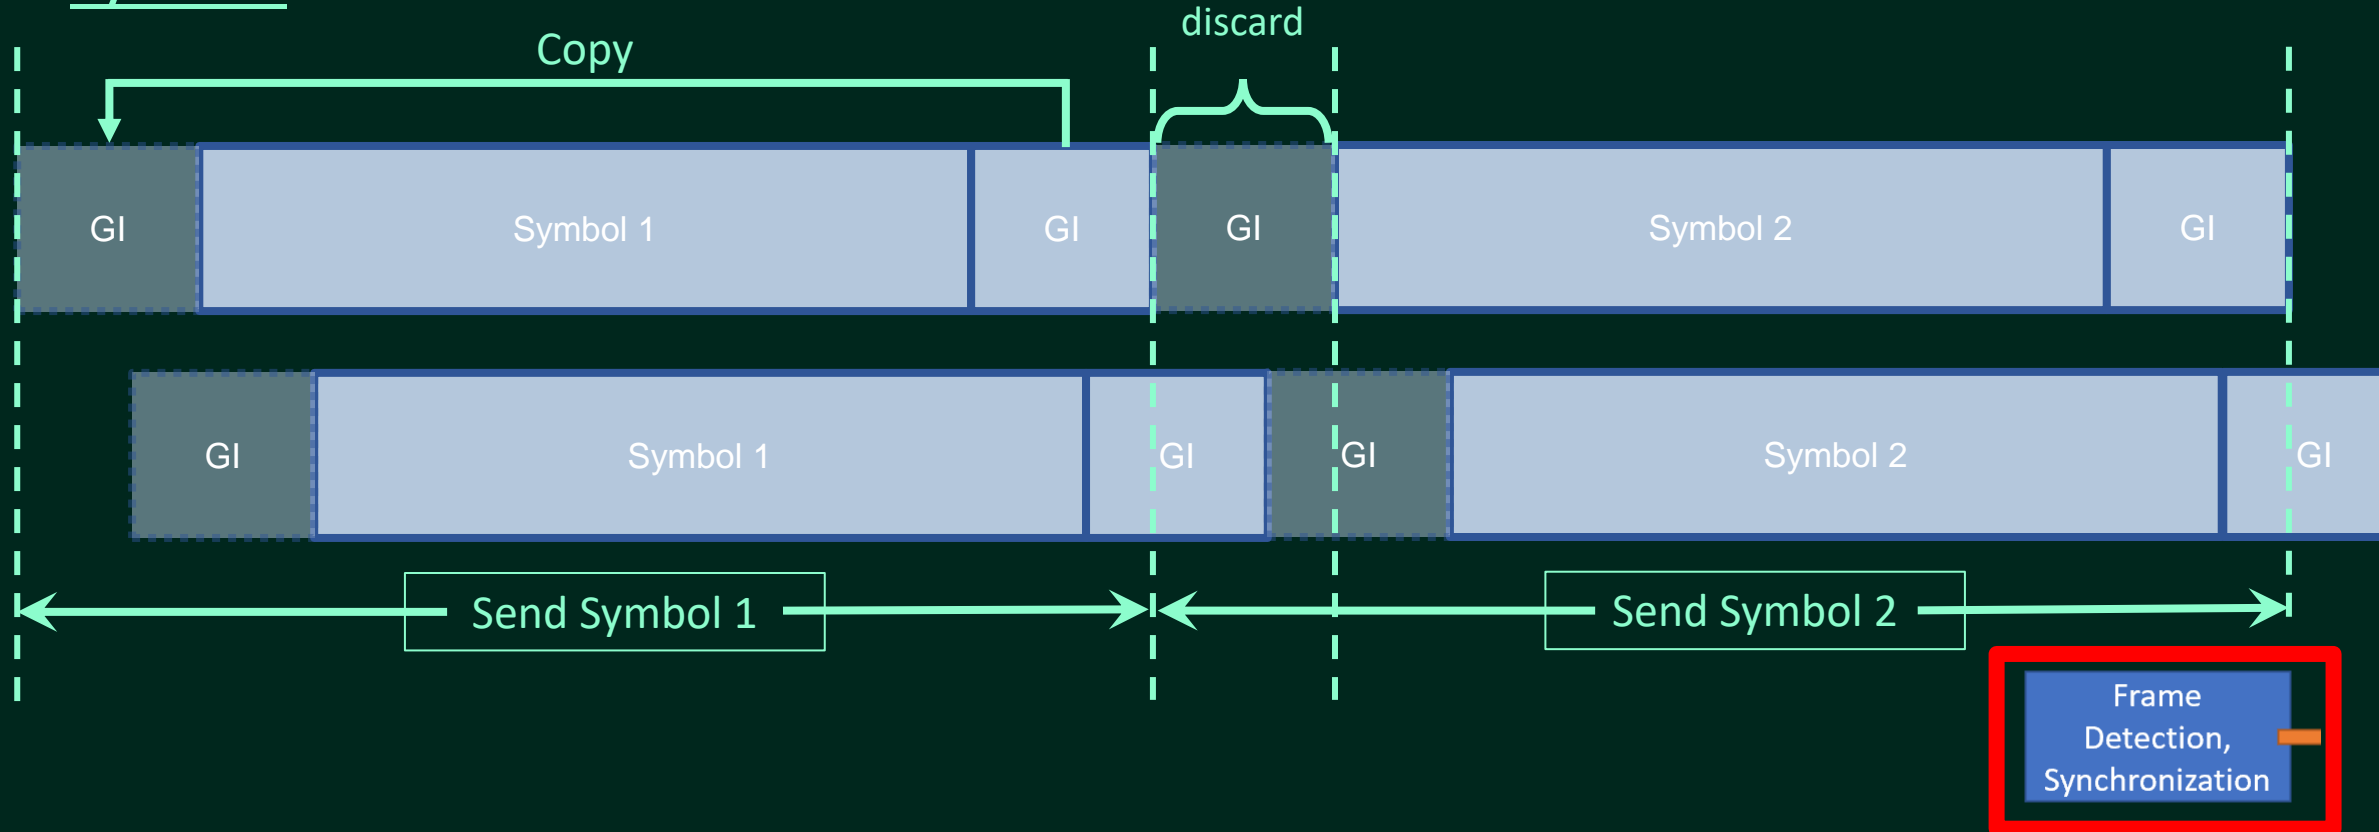 discard
Copy
GI Symbol 1 GI GI Symbol 2 GI
GI Symbol 1 GI GI Symbol 2 GI
Send Symbol 1 Send Symbol 2
Frame
Detection,
Synchronization